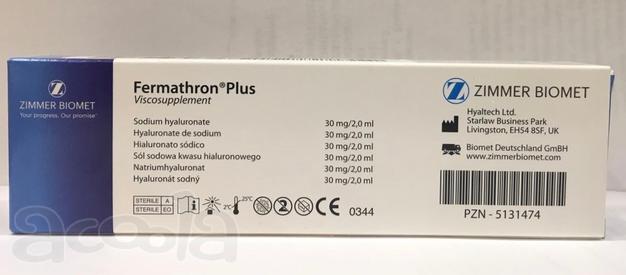 ZIMMER BIOMET
Your progress. Our promise.
Fermathron®Plus
Viscosupplement
Sodium hyaluronate 30 mg/2,0 ml
Hyaluronate de sodium 30 mg/2,0 ml
Hialuronato sódico 30 mg/2,0 ml
Sól sodowa kwasu hialuronowego 30 mg/2,0 ml
Natriumhyaluronat 30 mg/2,0 ml
Hyaluronát sodný 30 mg/2,0 ml
STERILE A
STERILE EO
2°C 25°C
2
CE 0344
Z ZIMMER BIOMET
Hyaltech Ltd.
Starlaw Business Park
Livingston, EH54 8SF, UK
Biomet Deutschland GmBH
www.zimmerbiomet.com
PZN - 5131474
acoola